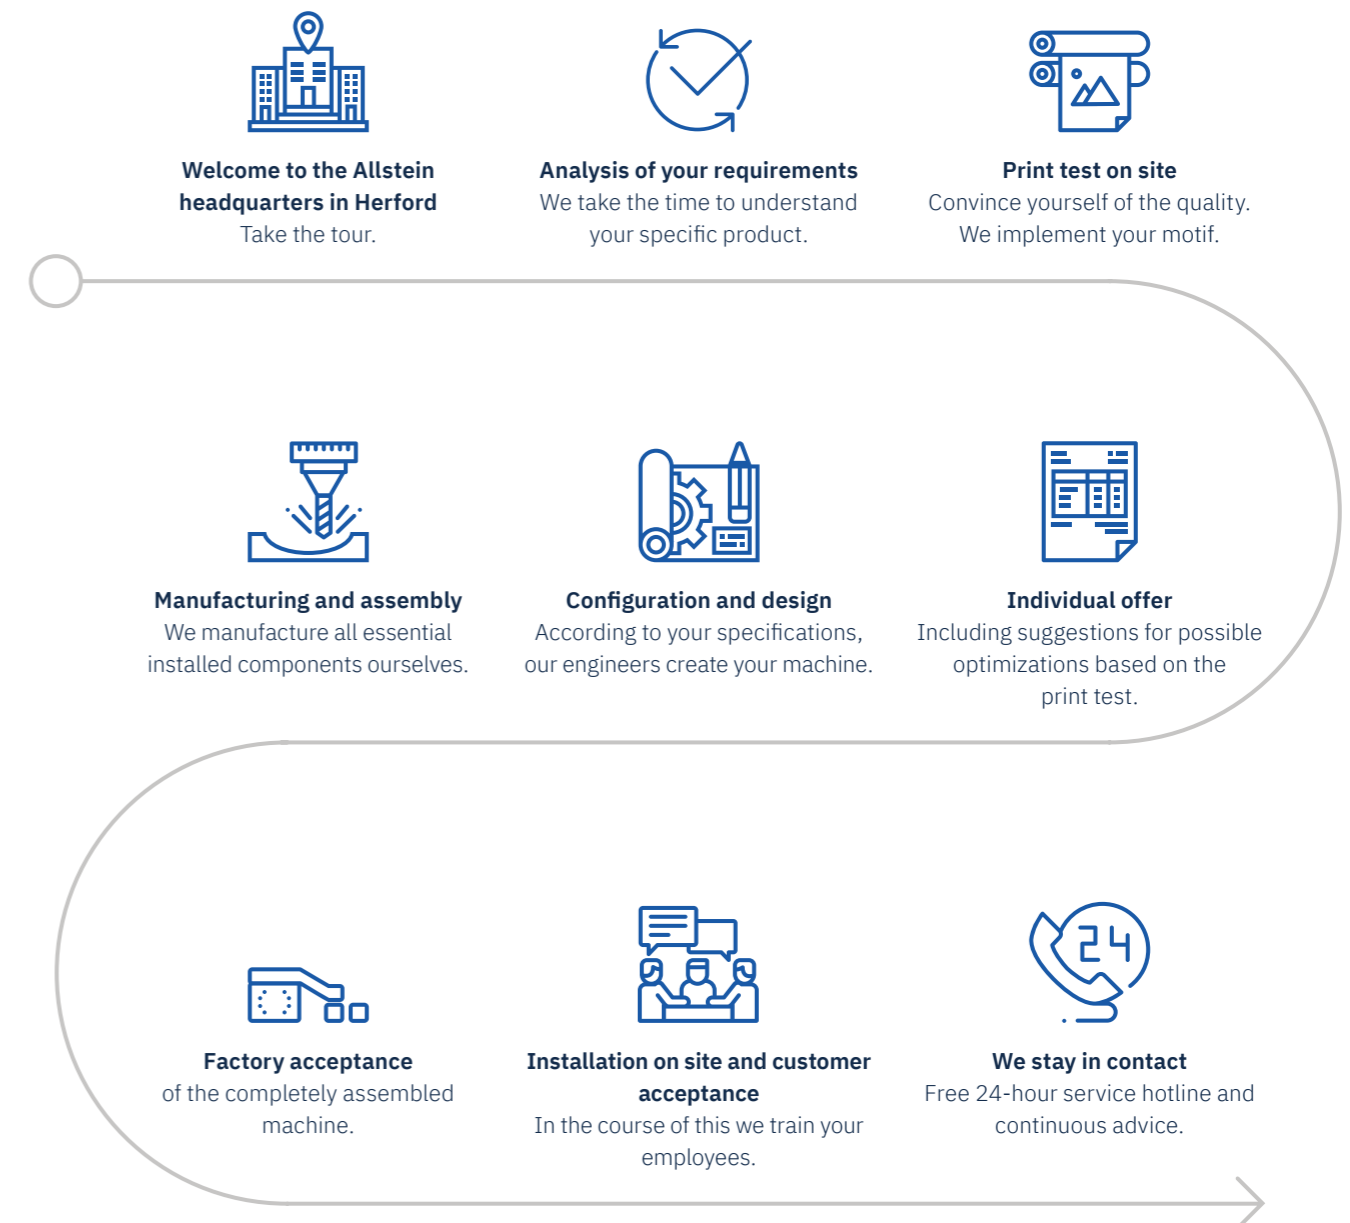 Welcome to the Allstein
headquarters in Herford
Take the tour.
Analysis of your requirements
We take the time to understand
your specific product.
Print test on site
Convince yourself of the quality.
We implement your motif.
Manufacturing and assembly
We manufacture all essential
installed components ourselves.
Configuration and design
According to your specifications,
our engineers create your machine.
Individual offer
Including suggestions for possible
optimizations based on the
print test.
Factory acceptance
of the completely assembled
machine.
Installation on site and customer
acceptance
In the course of this we train your
employees.
24
We stay in contact
Free 24-hour service hotline and
continuous advice.